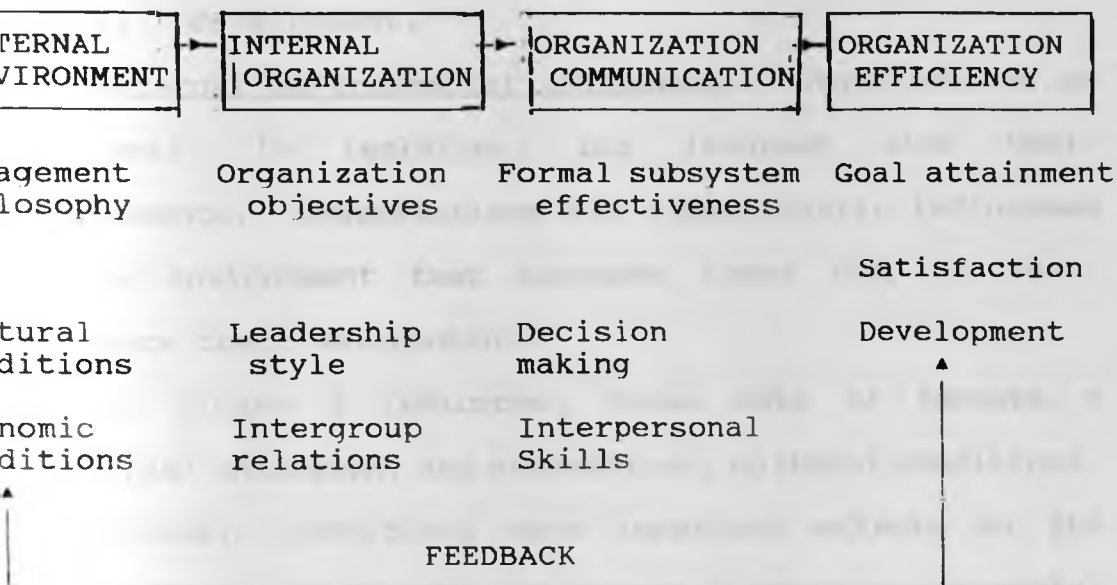 TERNAL
VIRONMENT
INTERNAL
ORGANIZATION
ORGANIZATION
COMMUNICATION
ORGANIZATION
EFFICIENCY
agement
losophy
Organization
objectives
Formal subsystem
effectiveness
Goal attainment
Satisfaction
tural
ditions
Leadership
style
Decision
making
Development
nomic
ditions
Intergroup
relations
Interpersonal
Skills
FEEDBACK